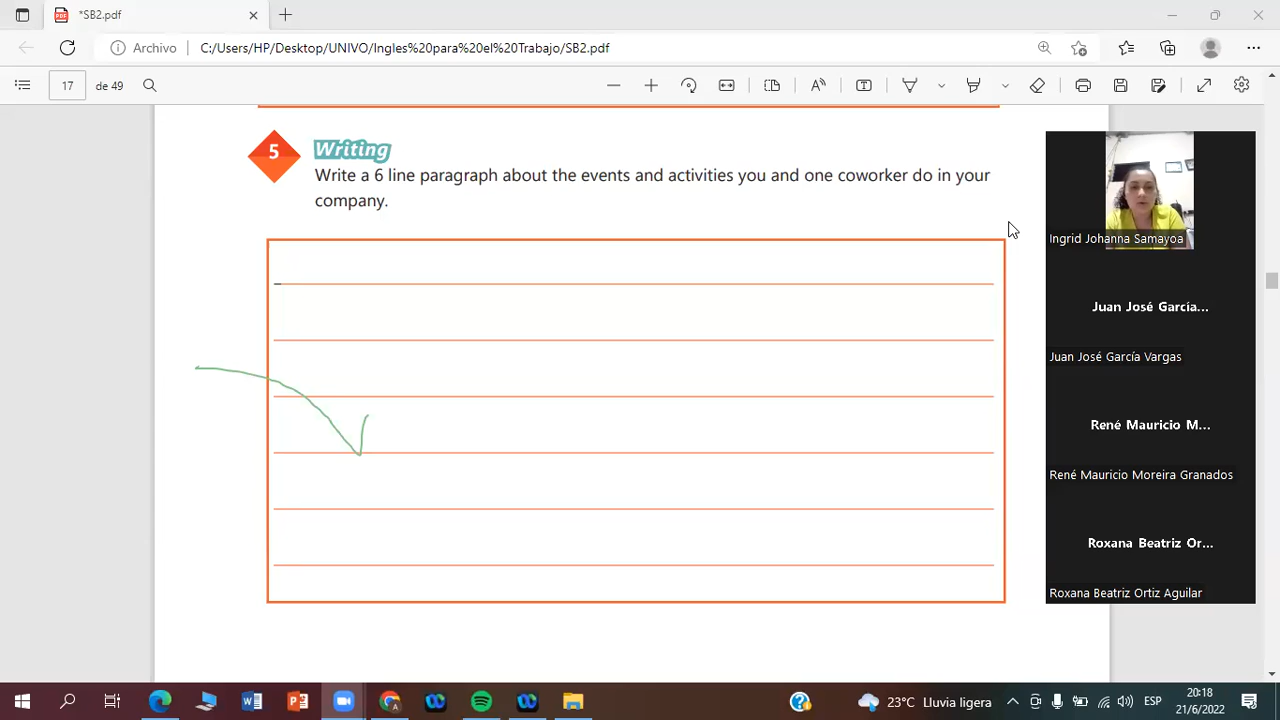 *SB2.pdf
Archivo
C:/Users/HP/Desktop/UNIVO/Ingles%20para%20el%20Trabajo/SB2.pdf
17
de 49
5
Writing
Write a 6 line paragraph about the events and activities you and one coworker do in your
company.
Ingrid Johanna Samayoa
Juan José García...
Juan José García Vargas
René Mauricio M...
René Mauricio Moreira Granados
Roxana Beatriz Or...
Roxana Beatriz Ortiz Aguilar
23°C Lluvia ligera
ESP
20:18
21/6/2022